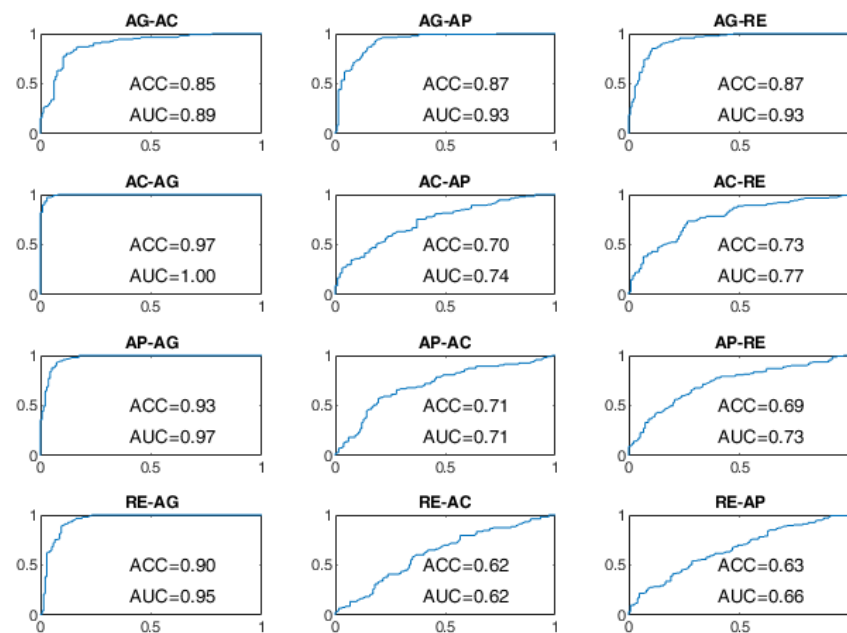 AG-AC AG-AP AG-RE
1 1 1
0.5 0.5 0.5
ACC=0.85 ACC=0.87 ACC=0.87
AUC=0.89 AUC=0.93 AUC=0.93
0 0 0
0 0.5 1 0 0.5 1 0 0.5
AC-AG AC-AP AC-RE
1 1 1
0.5 0.5 0.5
ACC=0.97 ACC=0.70 ACC=0.73
AUC=1.00 AUC=0.74 AUC=0.77
0 0 0
0 0.5 1 0 0.5 1 0 0.5
AP-AG AP-AC AP-RE
1 1 1
0.5 0.5 0.5
ACC=0.93 ACC=0.71 ACC=0.69
AUC=0.97 AUC=0.71 AUC=0.73
0 0 0
0 0.5 1 0 0.5 1 0 0.5
RE-AG RE-AC RE-AP
1 1 1
0.5 0.5 0.5
ACC=0.90 ACC=0.62 ACC=0.63
AUC=0.95 AUC=0.62 AUC=0.66
0 0 0
0 0.5 1 0 0.5 1 0 0.5